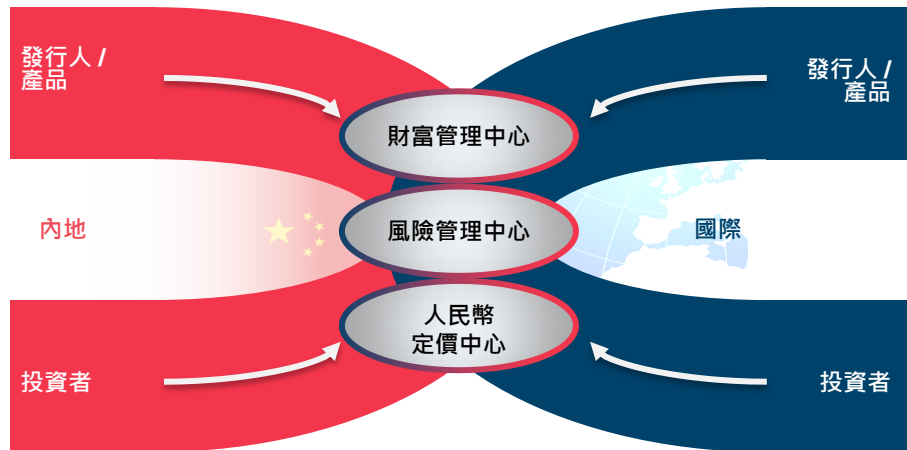 發行人 /
產品
發行人 /
產品
財富管理中心
內地
風險管理中心
國際
人民幣
定價中心
投資者
投資者